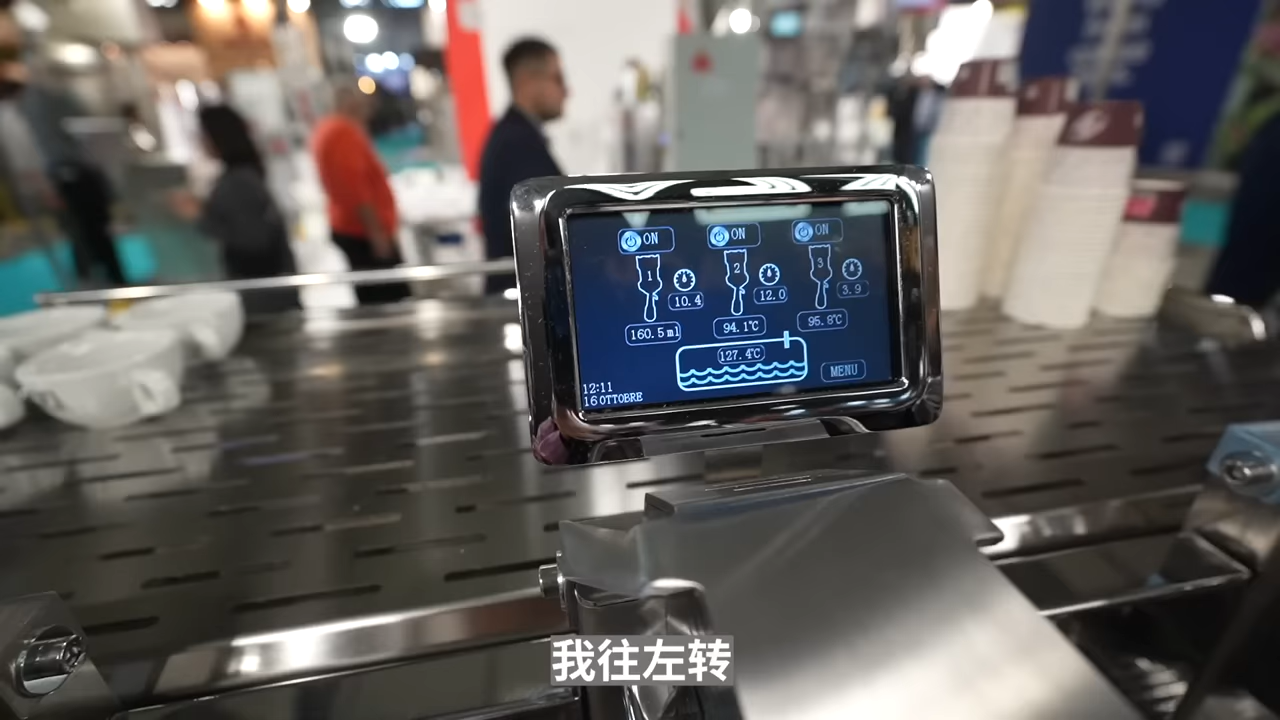 ON ON ON
1 2 3
10.4 12.0 3.9
160.5ml 94.1℃ 95.8℃
127.4℃
MENU
12:11
16 OTTOBRE
我往左转